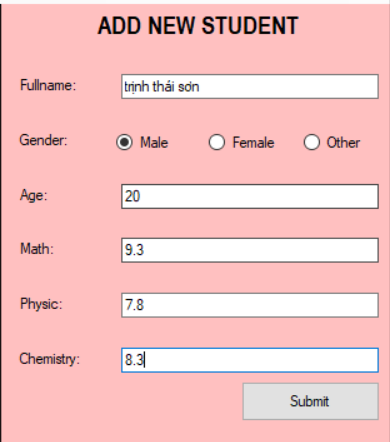 ADD NEW STUDENT
Fullname: trịnh thái sơn
Gender: Male Female Other
Age: 20
Math: 9.3
Physic: 7.8
Chemistry: 8.3
Submit